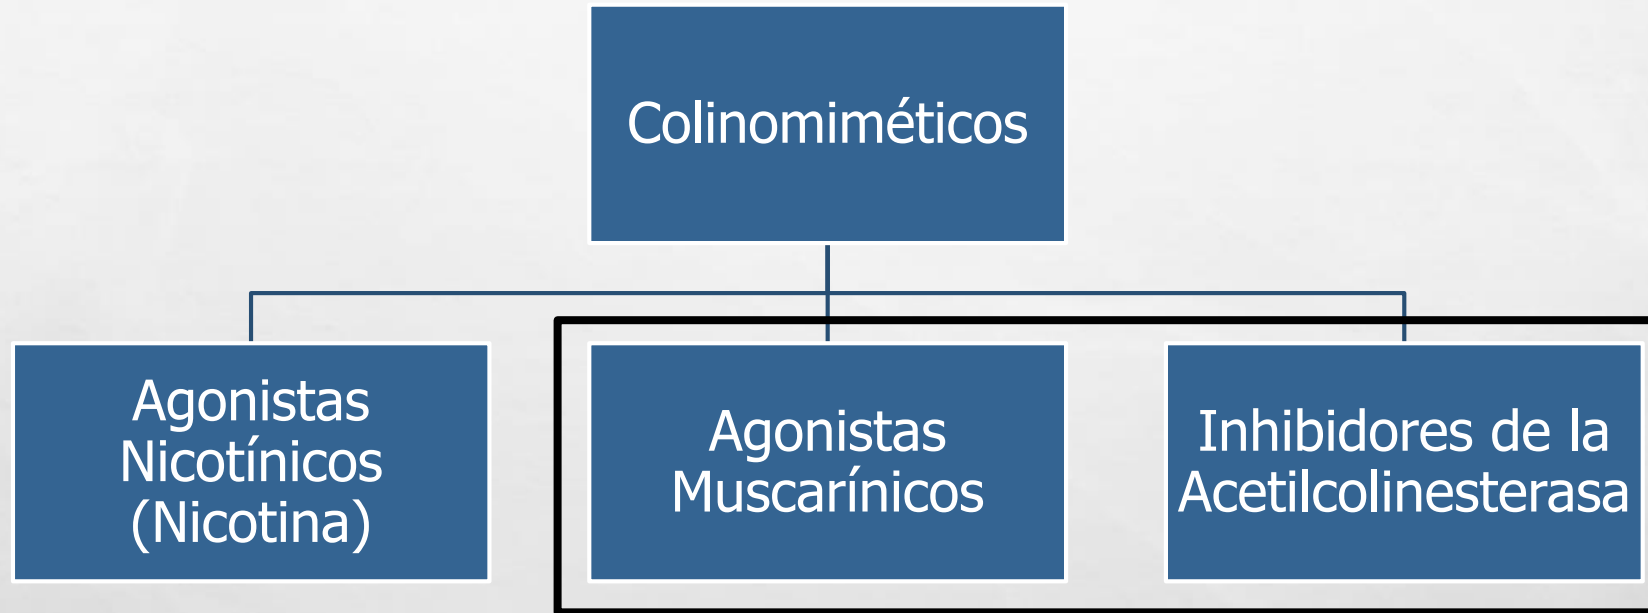 Colinomiméticos
Agonistas
Nicotínicos
(Nicotina)
Agonistas
Muscarínicos
Inhibidores de la
Acetilcolinesterasa